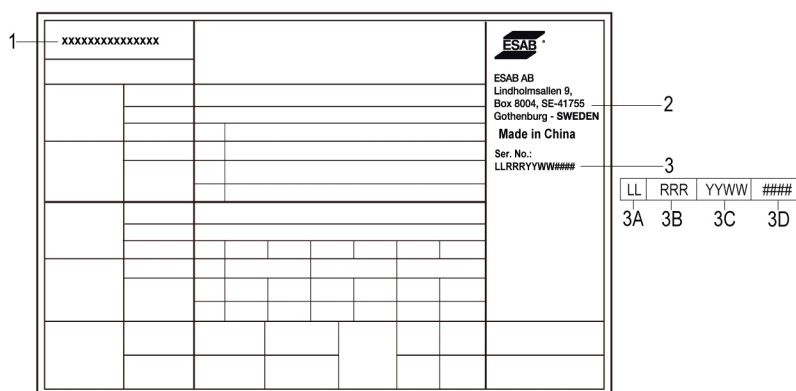 1
xxxxxxxxxxxxxxx
ESAB
ESAB AB
Lindholmsallen 9,
Box 8004, SE-41755
Gothenburg - SWEDEN
2
Made in China
Ser. No.:
LLRRRYYWW####
3
LL RRR YYWW ####
3A 3B 3C 3D